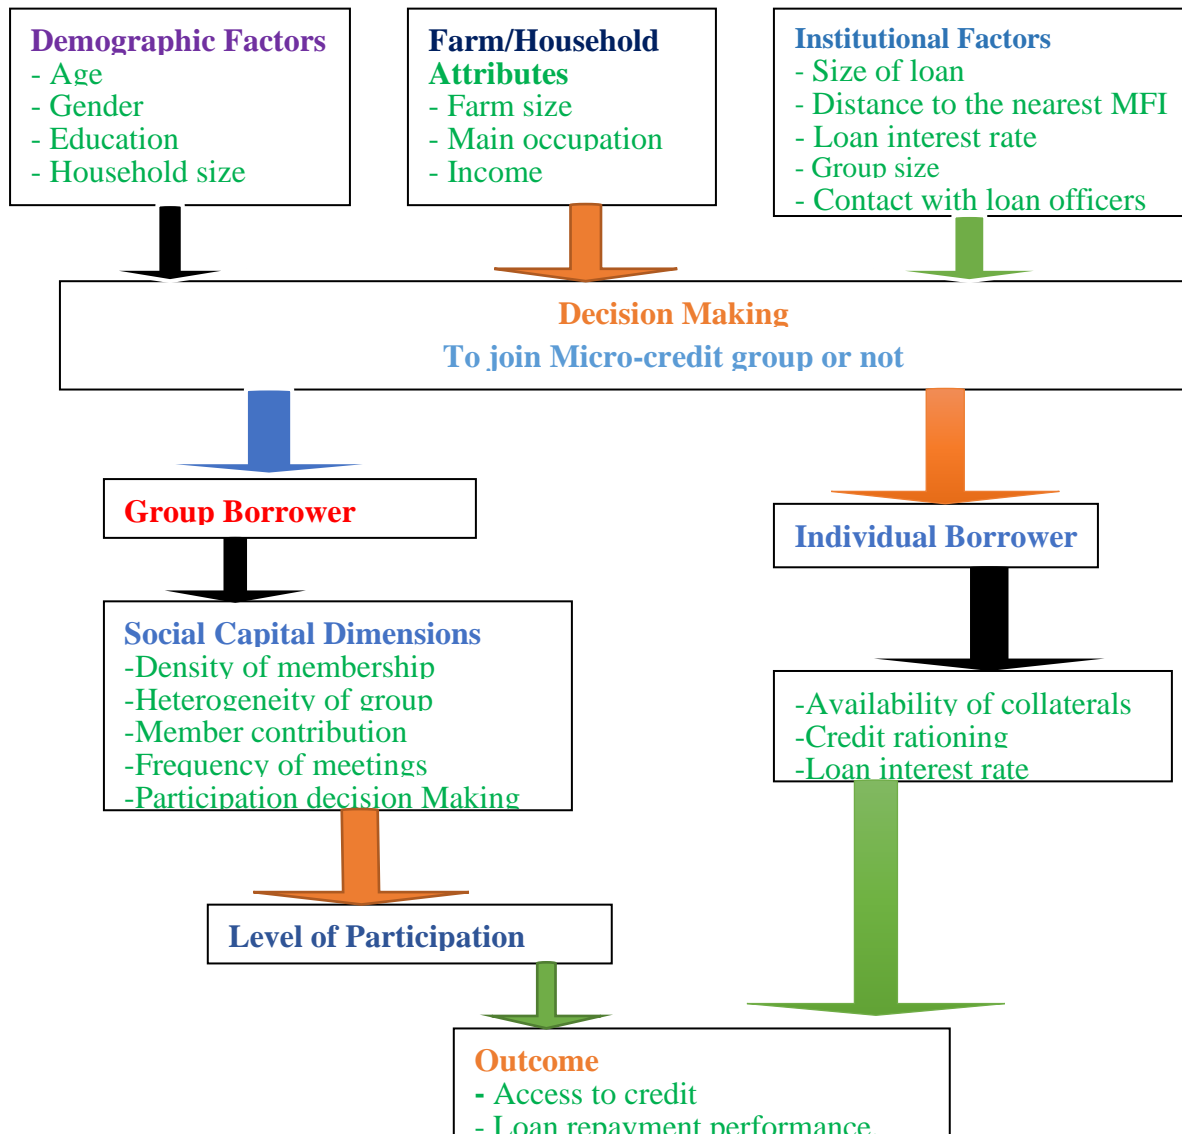 Demographic Factors
- Age
- Gender
- Education
- Household size
Farm/Household
Attributes
- Farm size
- Main occupation
- Income
Institutional Factors
- Size of loan
- Distance to the nearest MFI
- Loan interest rate
- Group size
- Contact with loan officers
Decision Making
To join Micro-credit group or not
Group Borrower
Individual Borrower
Social Capital Dimensions
-Density of membership
-Heterogeneity of group
-Member contribution
-Frequency of meetings
-Participation decision Making
-Availability of collaterals
-Credit rationing
-Loan interest rate
Level of Participation
Outcome
- Access to credit
- Loan repayment performance